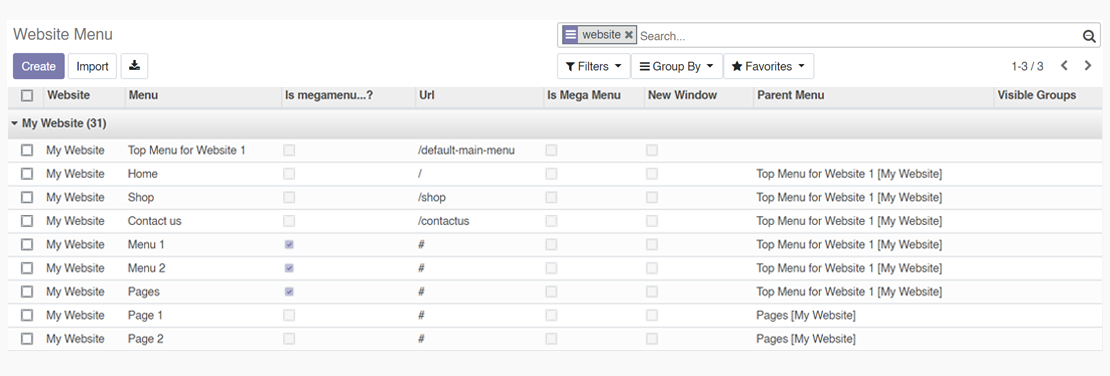 Website Menu
website Search...
Create Import Filters Group By Favorites 1-3 / 3
Website Menu Is megamenu...? Url Is Mega Menu New Window Parent Menu Visible Groups
My Website (31)
My Website Top Menu for Website 1 /default-main-menu
My Website Home / Top Menu for Website 1 [My Website]
My Website Shop /shop Top Menu for Website 1 [My Website]
My Website Contact us /contactus Top Menu for Website 1 [My Website]
My Website Menu 1 # Top Menu for Website 1 [My Website]
My Website Menu 2 # Top Menu for Website 1 [My Website]
My Website Pages # Top Menu for Website 1 [My Website]
My Website Page 1 # Pages [My Website]
My Website Page 2 # Pages [My Website]